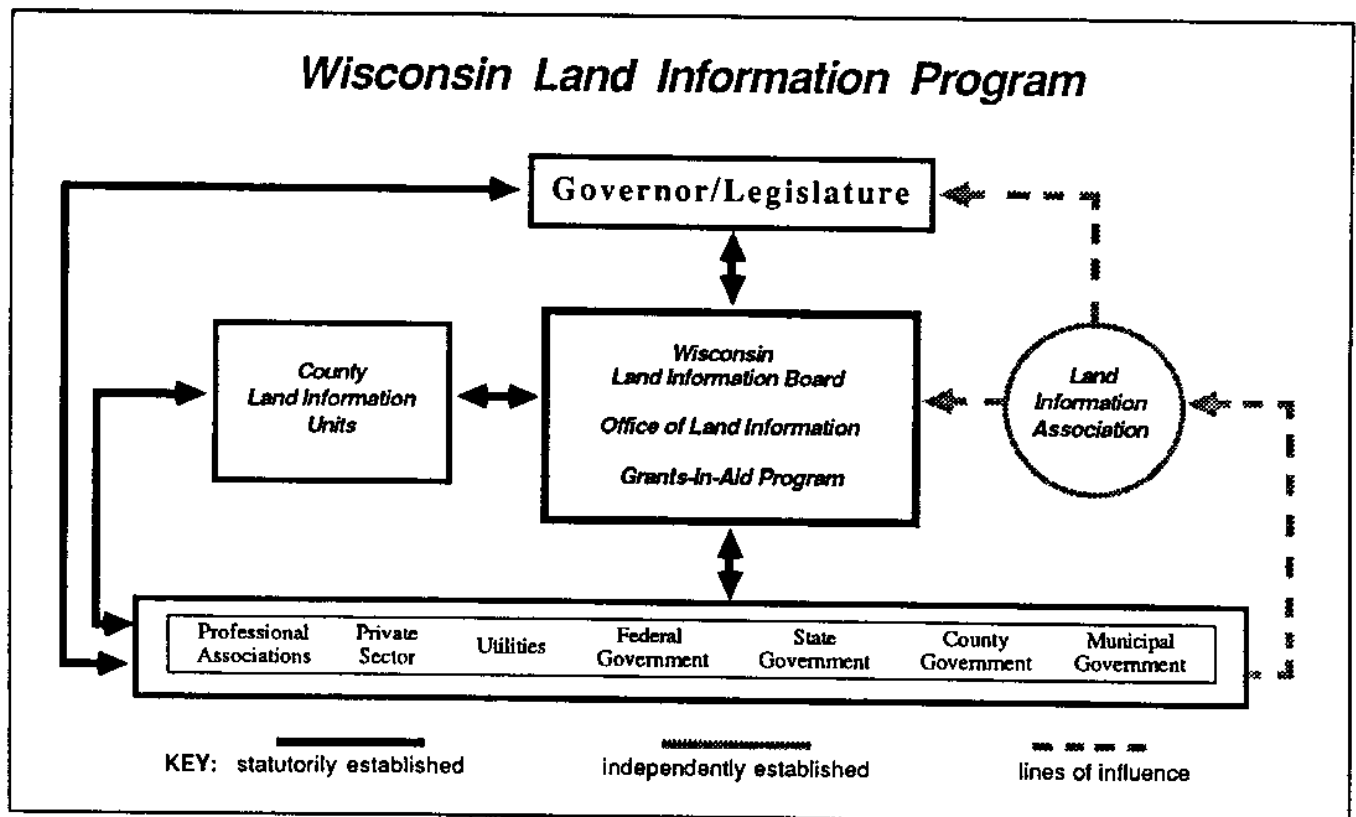 Wisconsin Land Information Program
Governor/Legislature
County
Land Information
Units
Wisconsin
Land Information Board
Office of Land Information
Grants-In-Aid Program
Land
Information
Association
Professional
Associations
Private
Sector
Utilities
Federal
Government
State
Government
County
Government
Municipal
Government
KEY: statutorily established
independently established
lines of influence